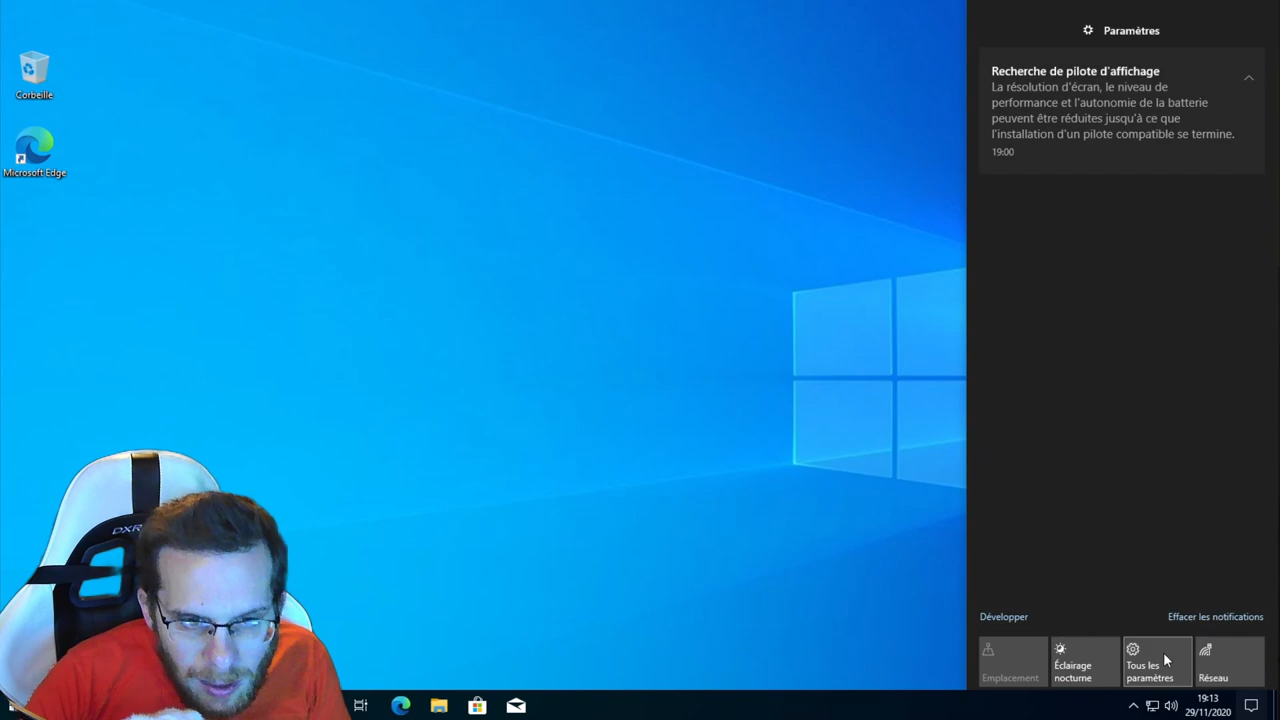 Paramètres
Recherche de pilote d'affichage
La résolution d'écran, le niveau de
performance et l'autonomie de la batterie
peuvent être réduites jusqu'à ce que
l'installation d'un pilote compatible se termine.
19:00
Corbeille
Microsoft Edge
DXR
Développer
Effacer les notifications
Emplacement
Éclairage
nocturne
Tous les
paramètres
Réseau
19:13
29/11/2020